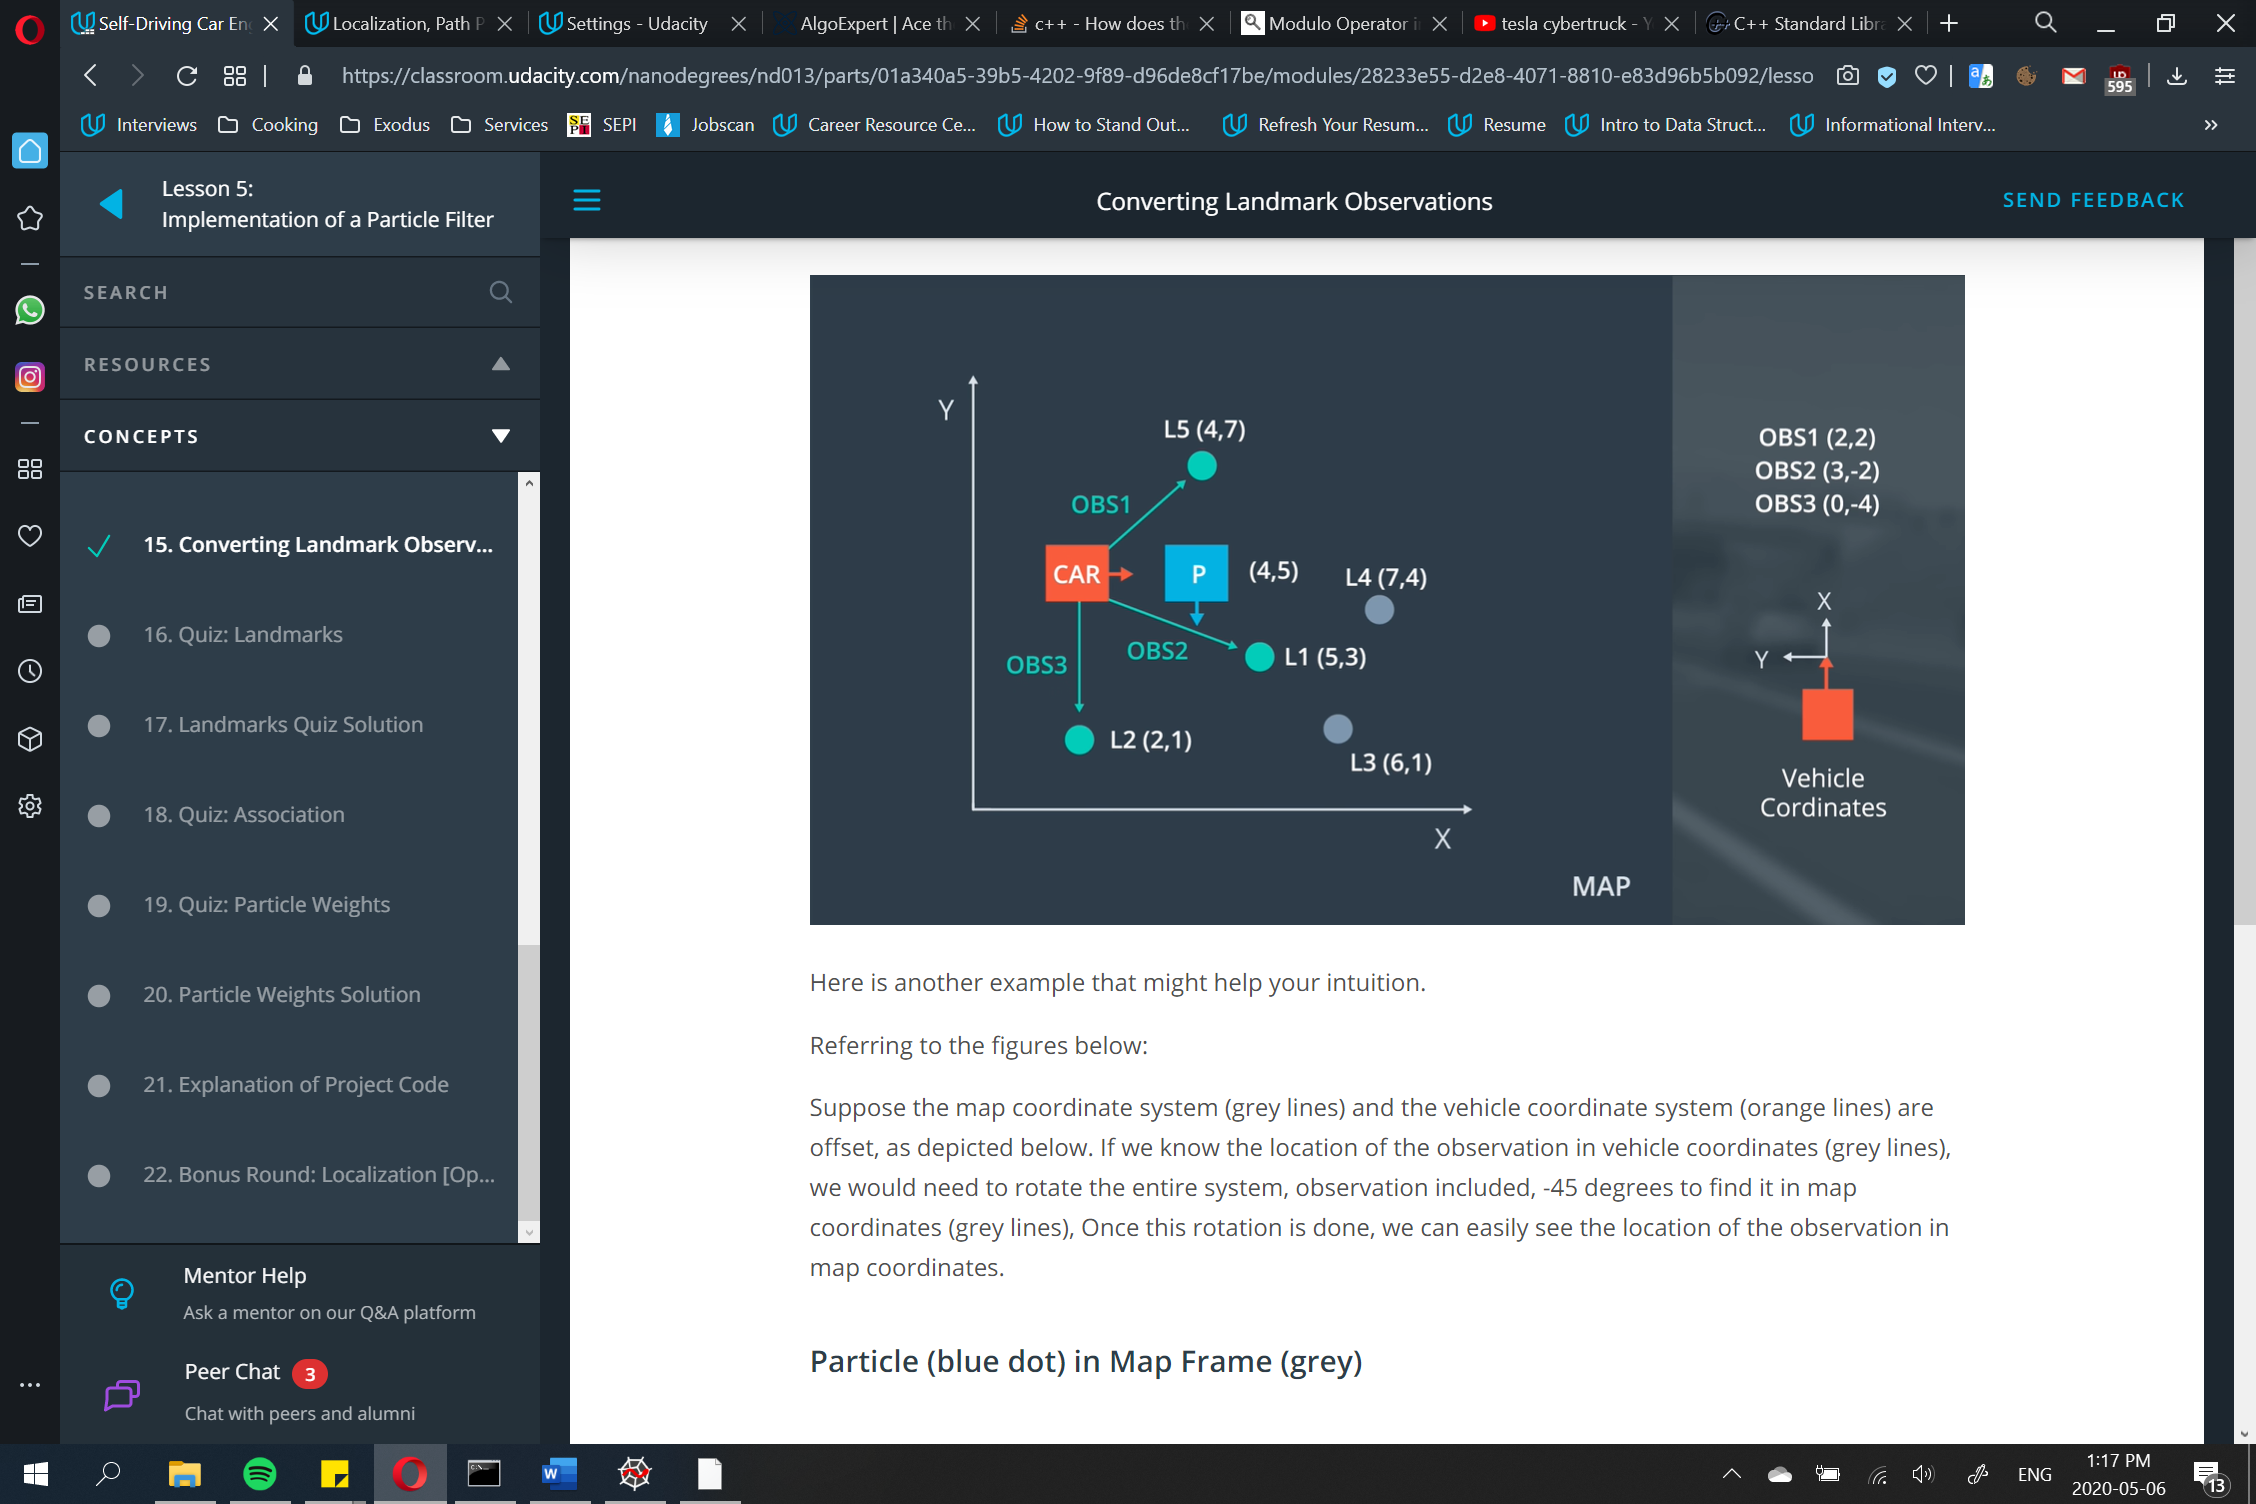 Self-Driving Car En
Localization, Path P
Settings - Udacity
AlgoExpert | Ace th
c++ - How does th
Modulo Operator i
tesla cybertruck - Y
C++ Standard Libra
https://classroom.udacity.com/nanodegrees/nd013/parts/01a340a5-39b5-4202-9f89-d96de8cf17be/modules/28233e55-d2e8-4071-8810-e83d96b5b092/lesso
595
Interviews
Cooking
Exodus
Services
SEPI
Jobscan
Career Resource Ce...
How to Stand Out...
Refresh Your Resum...
Resume
Intro to Data Struct...
Informational Interv...
Lesson 5:
Implementation of a Particle Filter
SEARCH
RESOURCES
CONCEPTS
15. Converting Landmark Observ...
16. Quiz: Landmarks
17. Landmarks Quiz Solution
18. Quiz: Association
19. Quiz: Particle Weights
20. Particle Weights Solution
21. Explanation of Project Code
22. Bonus Round: Localization [Op...
Mentor Help
Ask a mentor on our Q&A platform
Peer Chat 3
Chat with peers and alumni
Converting Landmark Observations
SEND FEEDBACK
Y
L5 (4,7)
OBS1
CAR
P
(4,5)
L4 (7,4)
OBS2
OBS3
L1 (5,3)
L2 (2,1)
L3 (6,1)
X
MAP
OBS1 (2,2)
OBS2 (3,-2)
OBS3 (0,-4)
X
Y
Vehicle
Cordinates
Here is another example that might help your intuition.
Referring to the figures below:
Suppose the map coordinate system (grey lines) and the vehicle coordinate system (orange lines) are
offset, as depicted below. If we know the location of the observation in vehicle coordinates (grey lines),
we would need to rotate the entire system, observation included, -45 degrees to find it in map
coordinates (grey lines), Once this rotation is done, we can easily see the location of the observation in
map coordinates.
Particle (blue dot) in Map Frame (grey)
ENG
1:17 PM
2020-05-06
13